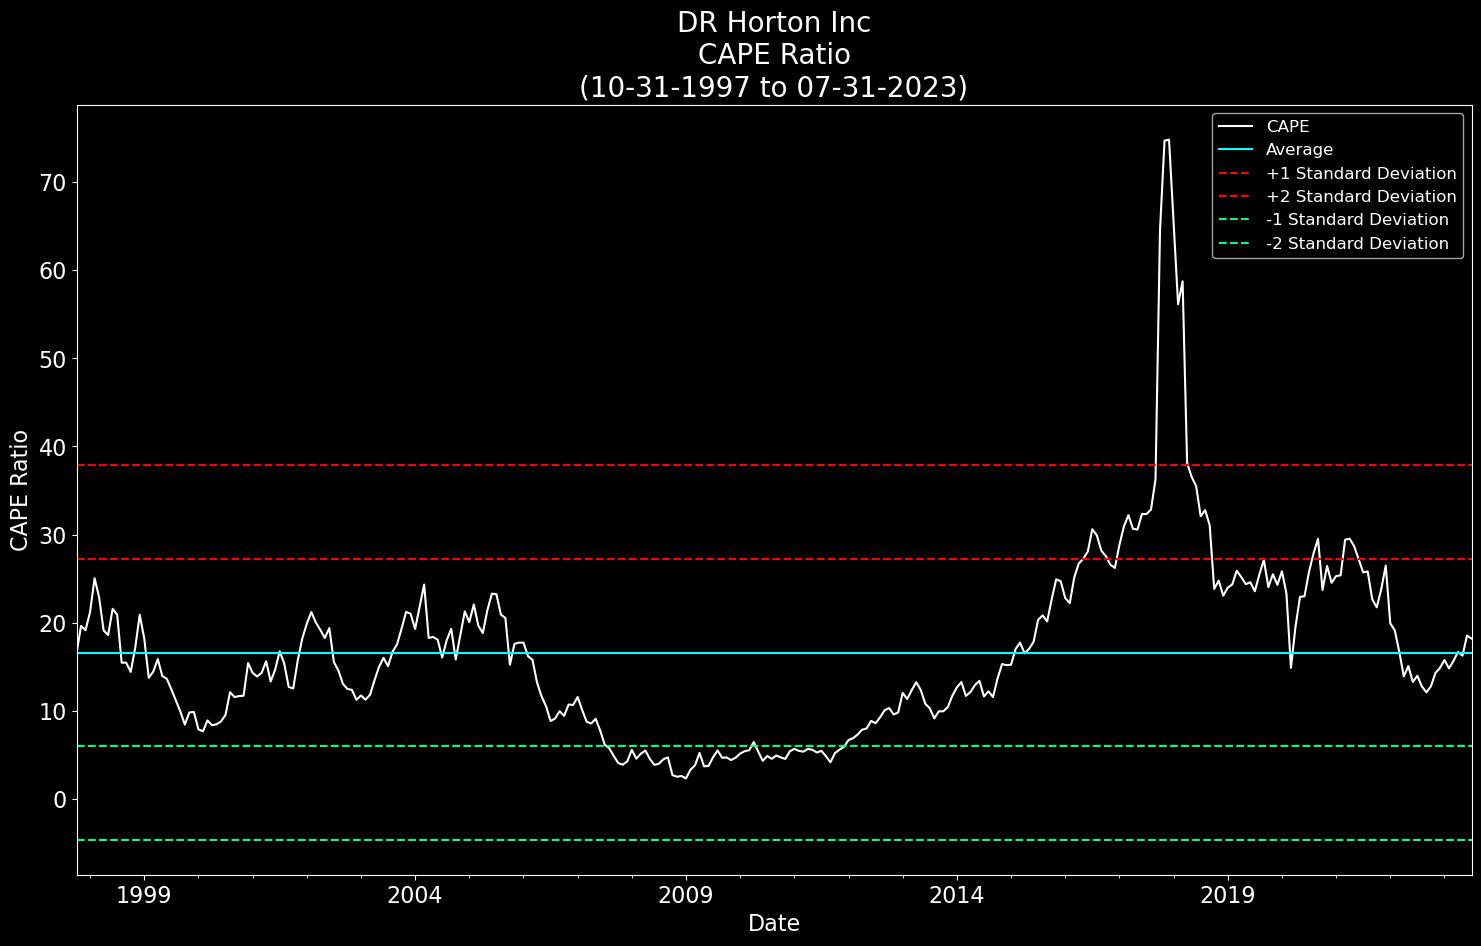 DR Horton Inc
CAPE Ratio
(10-31-1997 to 07-31-2023)
CAPE
Average
+1 Standard Deviation
+2 Standard Deviation
-1 Standard Deviation
-2 Standard Deviation
70
60
50
40
30
20
10
0
CAPE Ratio
1999
2004
2009
2014
2019
Date